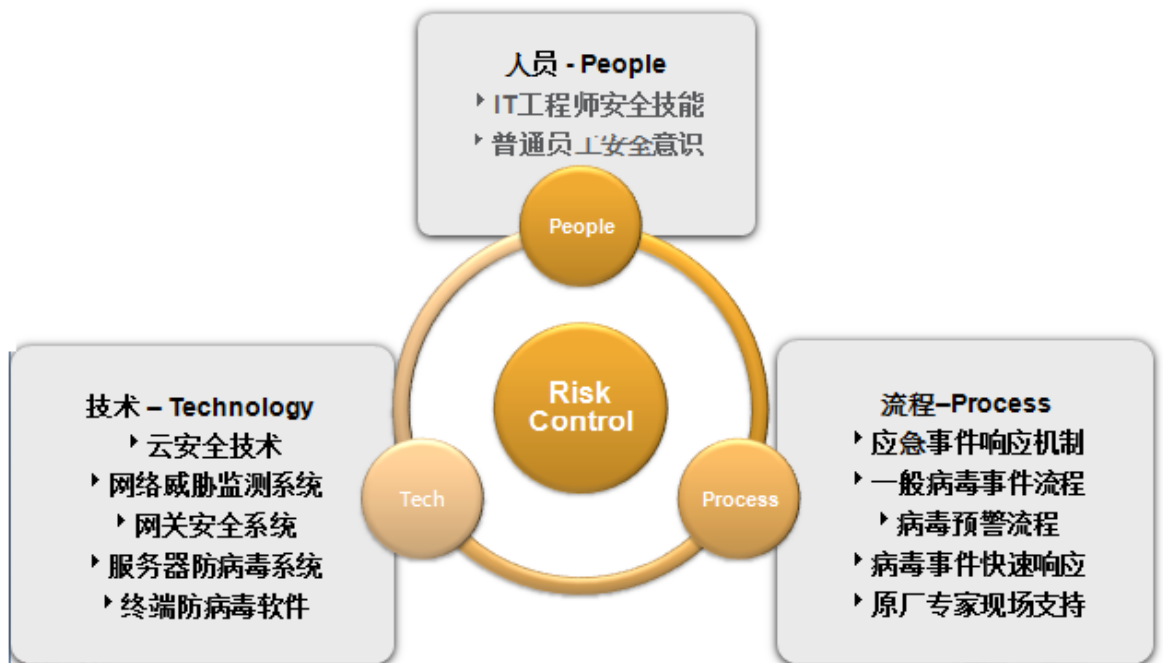 人员 - People
IT工程师安全技能
普通员工安全意识
People
Risk
Control
技术 – Technology
云安全技术
网络威胁监测系统
网关安全系统
服务器防病毒系统
终端防病毒软件
Tech
Process
流程–Process
应急事件响应机制
一般病毒事件流程
病毒预警流程
病毒事件快速响应
原厂专家现场支持